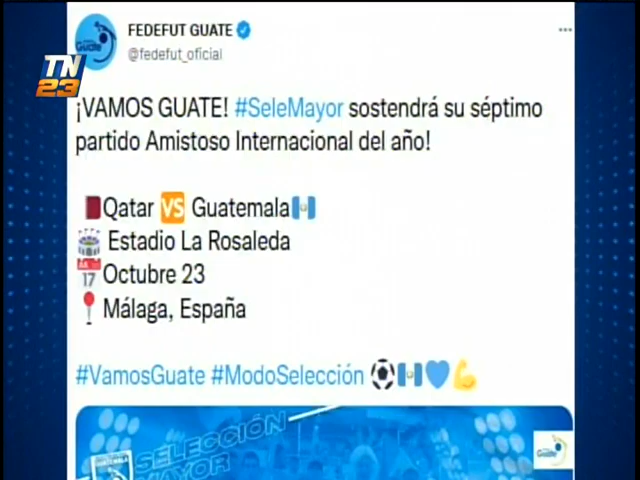 FEDEFUT GUATE
@fedefut_oficial
TN
23
¡VAMOS GUATE! #SeleMayor sostendrá su séptimo
partido Amistoso Internacional del año!
Qatar VS Guatemala
Estadio La Rosaleda
Octubre 23
Málaga, España
#VamosGuate #ModoSelección
SELECCIÓN
MAYOR
Guate